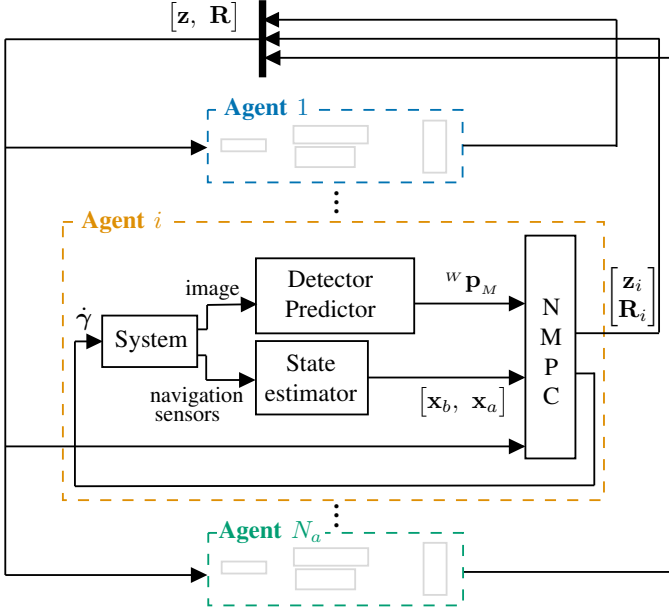 [z, R]
Agent 1
⋮
Agent i
Detector
Predictor
image
ᵂp_M
γ̇
System
N
M
P
C
[z_i
R_i]
State
estimator
navigation
sensors
[x_b, x_a]
⋮
Agent N_a